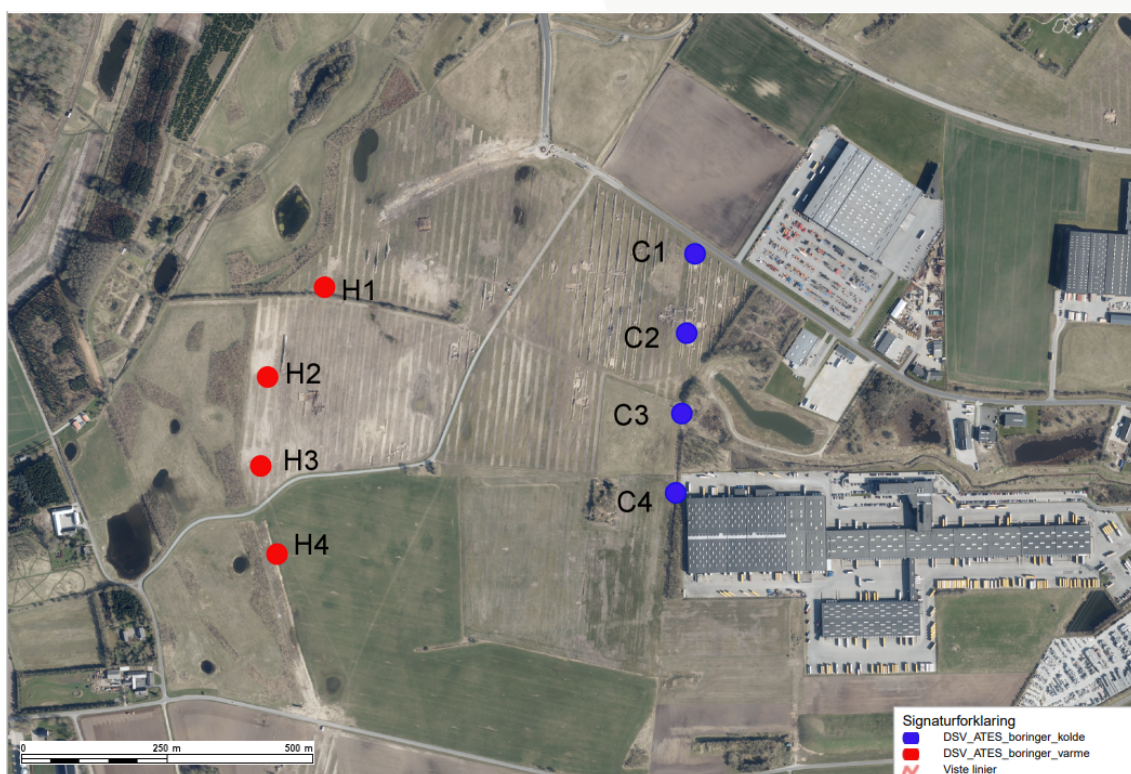 C1
H1
C2
H2
C3
H3
C4
H4
0 250 m 500 m
Signaturforklaring
DSV_ATES_boringer_kolde
DSV_ATES_boringer_varme
Viste linier